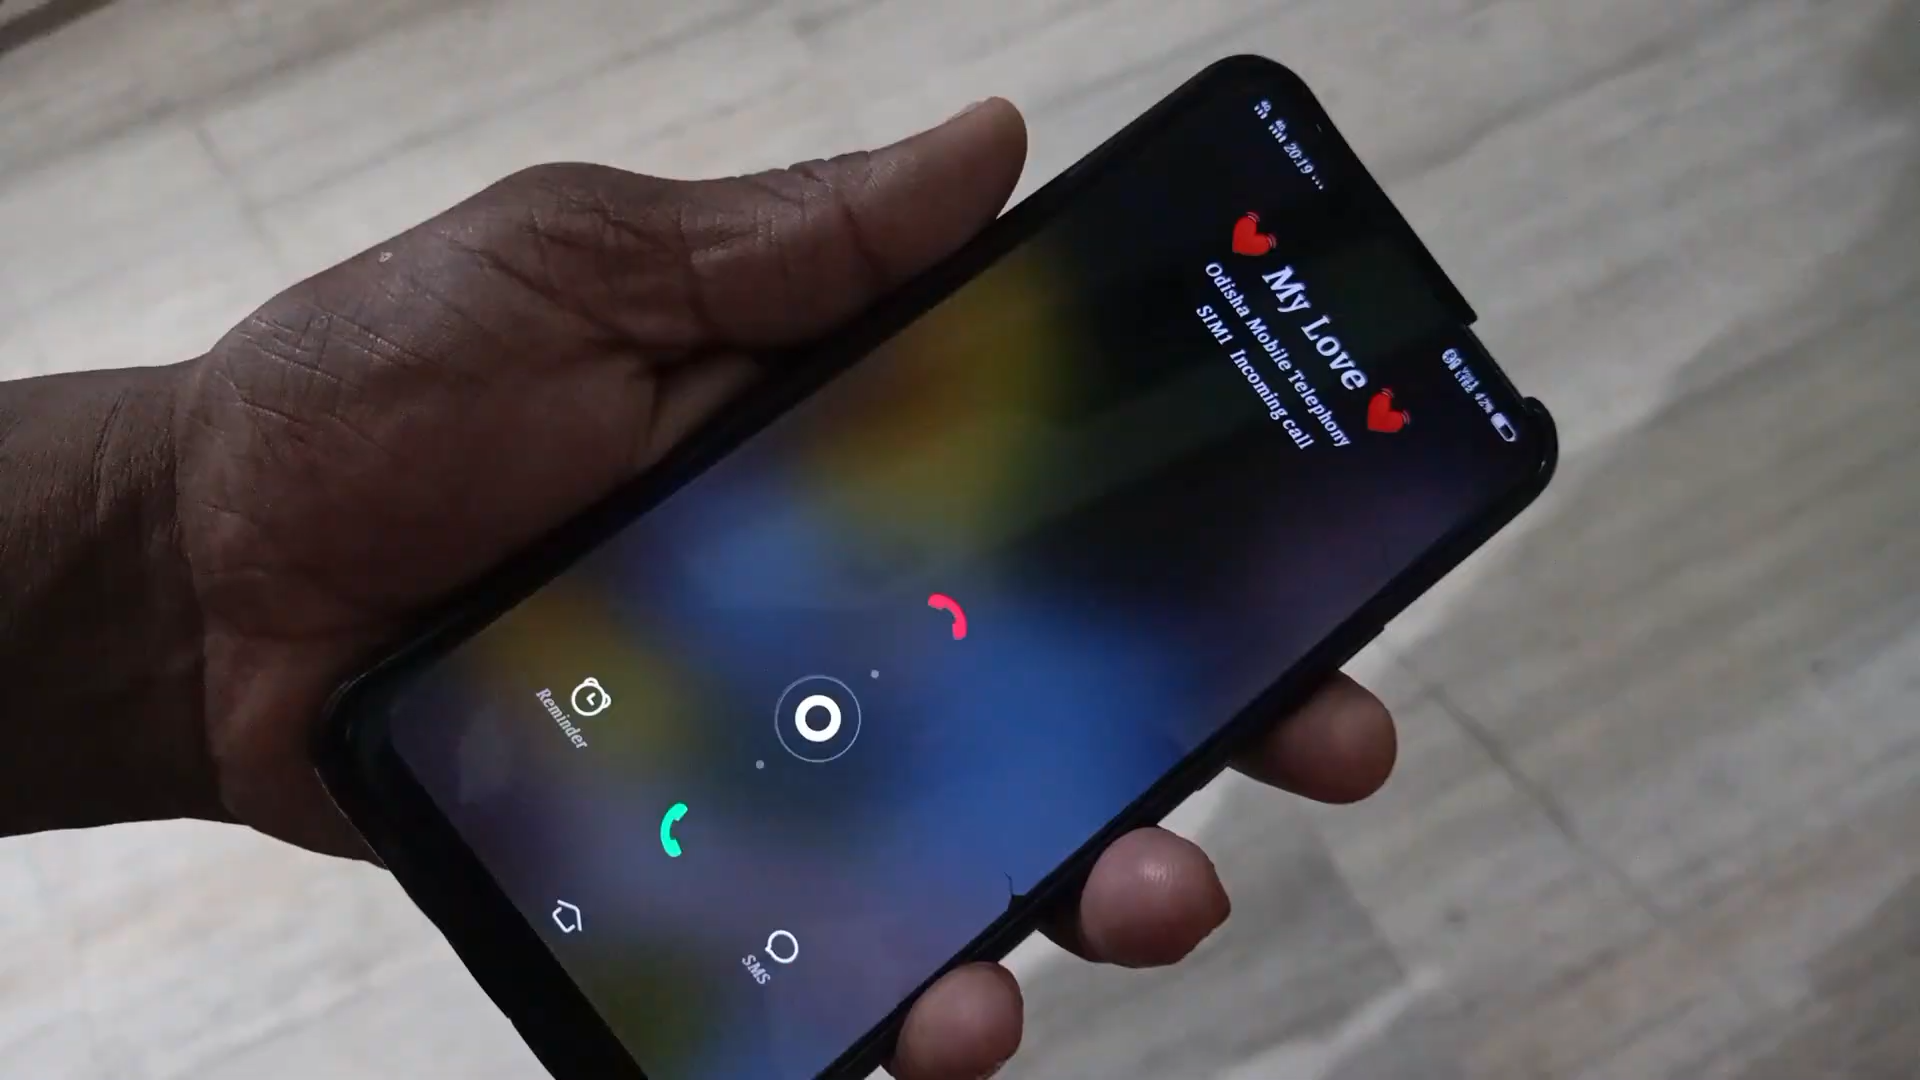 20:19 ...
42%
❤ My Love ❤
Odisha Mobile Telephony
SIM1 Incoming call
Reminder
SMS